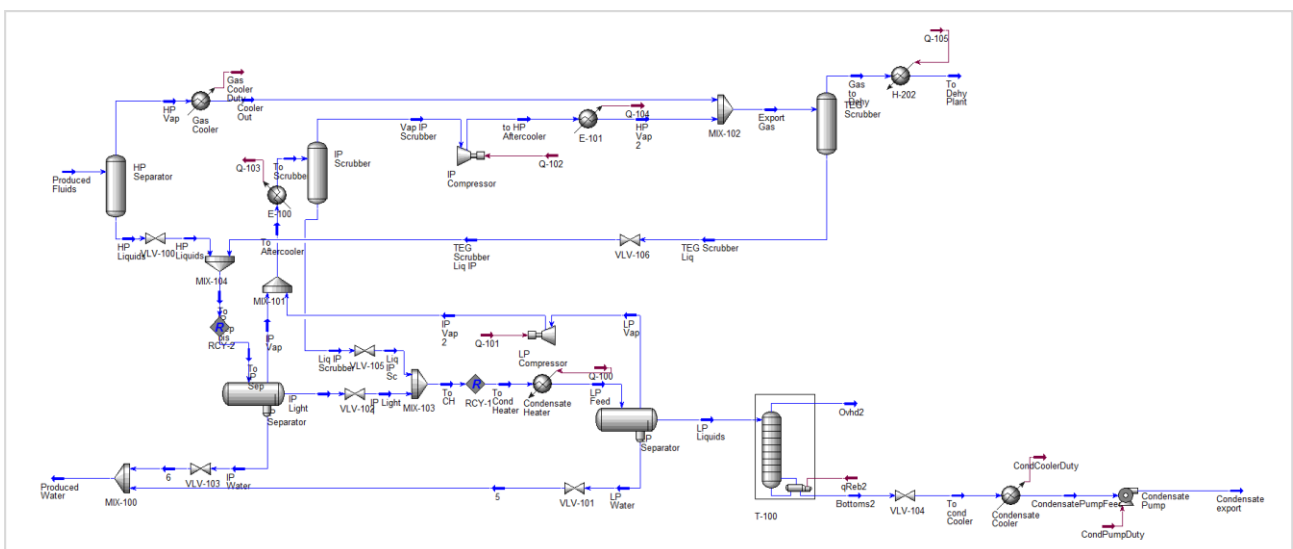 Q-105
Gas
Cooler
Duty
Cooler
Out
HP
Vap
Gas
Cooler
Gas
to
Dehy
H-202
To
Dehy
Plant
TEG
Scrubber
Q-104
Vap IP
Scrubber
to HP
Aftercooler
E-101
HP
Vap
2
MIX-102
Export
Gas
IP
Scrubber
IP
Compressor
Q-102
Q-103
To
Scrubbe
E-100
HP
Separator
Produced
Fluids
HP
Liquids
VLV-100
HP
Liquids
To
Aftercooler
TEG
Scrubber
Liq IP
VLV-106
TEG Scrubber
Liq
MIX-104
MIX-101
RCY-2
IP
Vap
IP
Vap
2
LP
Vap
Q-101
LP
Compressor
Liq IP
Scrubber
VLV-105
Liq
IP
Sc
Q-100
To
Sep
IP
Light
VLV-102
IP
Light
MIX-103
To
CH
RCY-1
To
Cond
Heater
Condensate
Heater
LP
Feed
Separator
Separator
LP
Liquids
Ovhd2
6
VLV-103
IP
Water
Produced
Water
MIX-100
5
VLV-101
LP
Water
T-100
qReb2
Bottoms2
VLV-104
To
cond
Cooler
CondCoolerDuty
Condensate
Cooler
CondensatePumpFeed
Condensate
Pump
CondPumpDuty
Condensate
export